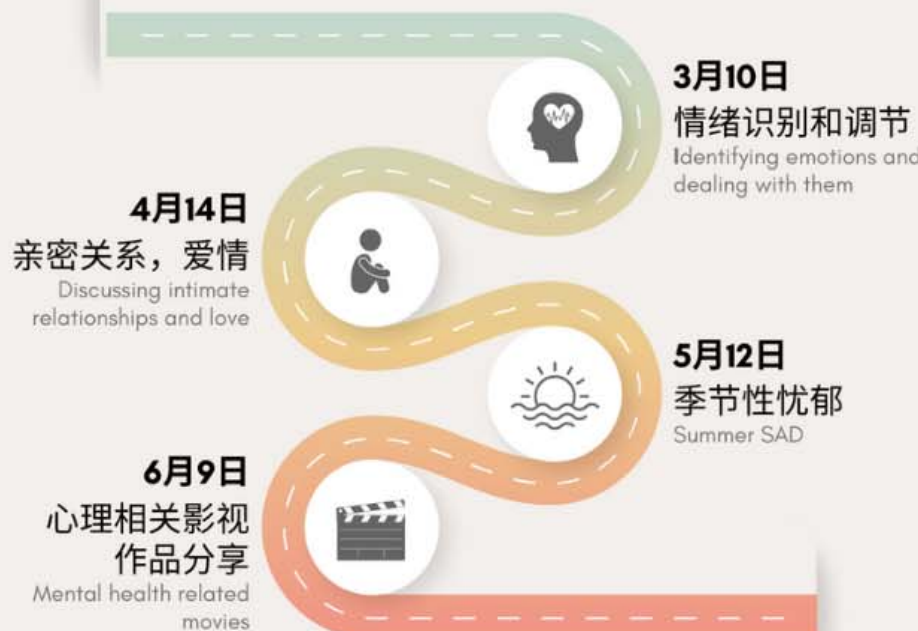 3月10日
情绪识别和调节
Identifying emotions and
dealing with them
4月14日
亲密关系，爱情
Discussing intimate
relationships and love
5月12日
季节性忧郁
Summer SAD
6月9日
心理相关影视
作品分享
Mental health related
movies